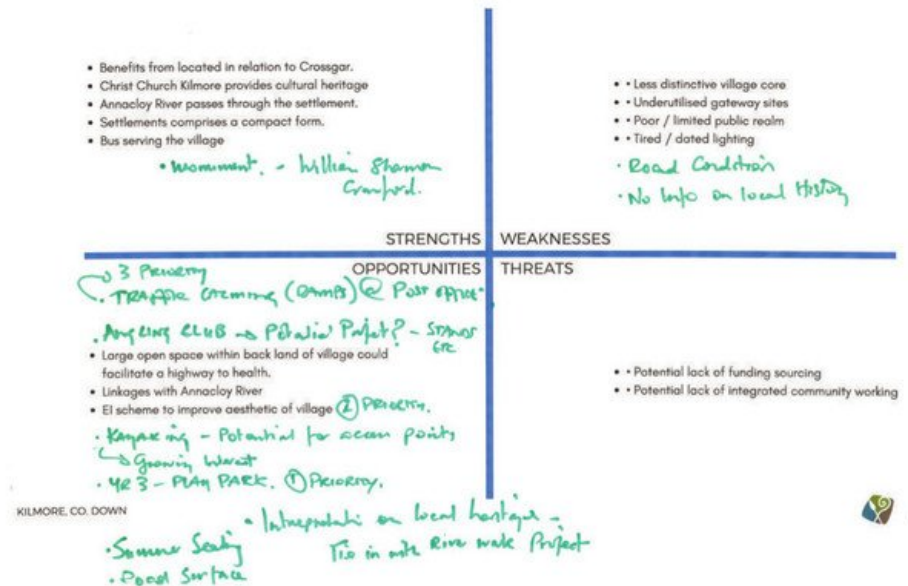 • Benefits from located in relation to Crossgar.
• Christ Church Kilmore provides cultural heritage
• Annacloy River passes through the settlement.
• Settlements comprises a compact form.
• Bus serving the village
• Monument. - William Sharman
Crawford.
• • Less distinctive village core
• • Underutilised gateway sites
• • Poor / limited public realm
• • Tired / dated lighting
• Road Condition
• No Info on local History
STRENGTHS
WEAKNESSES
OPPORTUNITIES
THREATS
3 PRIORITY
• TRAFFIC CALMING (RAMPS) @ POST OFFICE
• ANGLING CLUB → Potential Project? - STANDS
ETC
• Large open space within back land of village could
facilitate a highway to health.
• Linkages with Annacloy River
• EI scheme to improve aesthetic of village ② PRIORITY.
• Kayaking - Potential for access points
↳ Growing Interest
• YR 3 - PLAY PARK. ① PRIORITY.
• • Potential lack of funding sourcing
• • Potential lack of integrated community working
KILMORE, CO. DOWN
• Interpretation on local heritage -
Tie in with River walk Project
• Summer Seating
• Road Surface